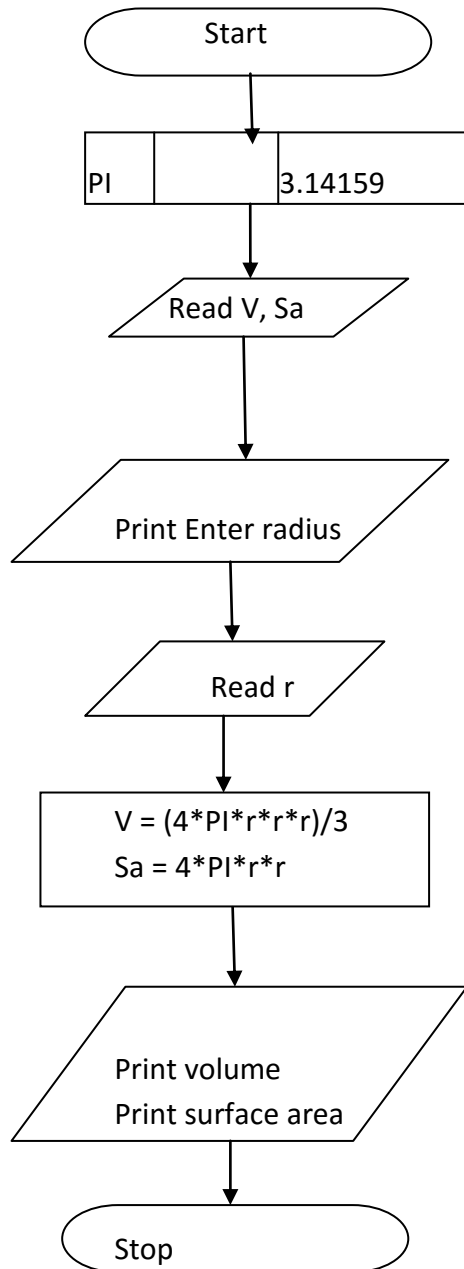 Start
PI 3.14159
Read V, Sa
Print Enter radius
Read r
V = (4*PI*r*r*r)/3
Sa = 4*PI*r*r
Print volume
Print surface area
Stop